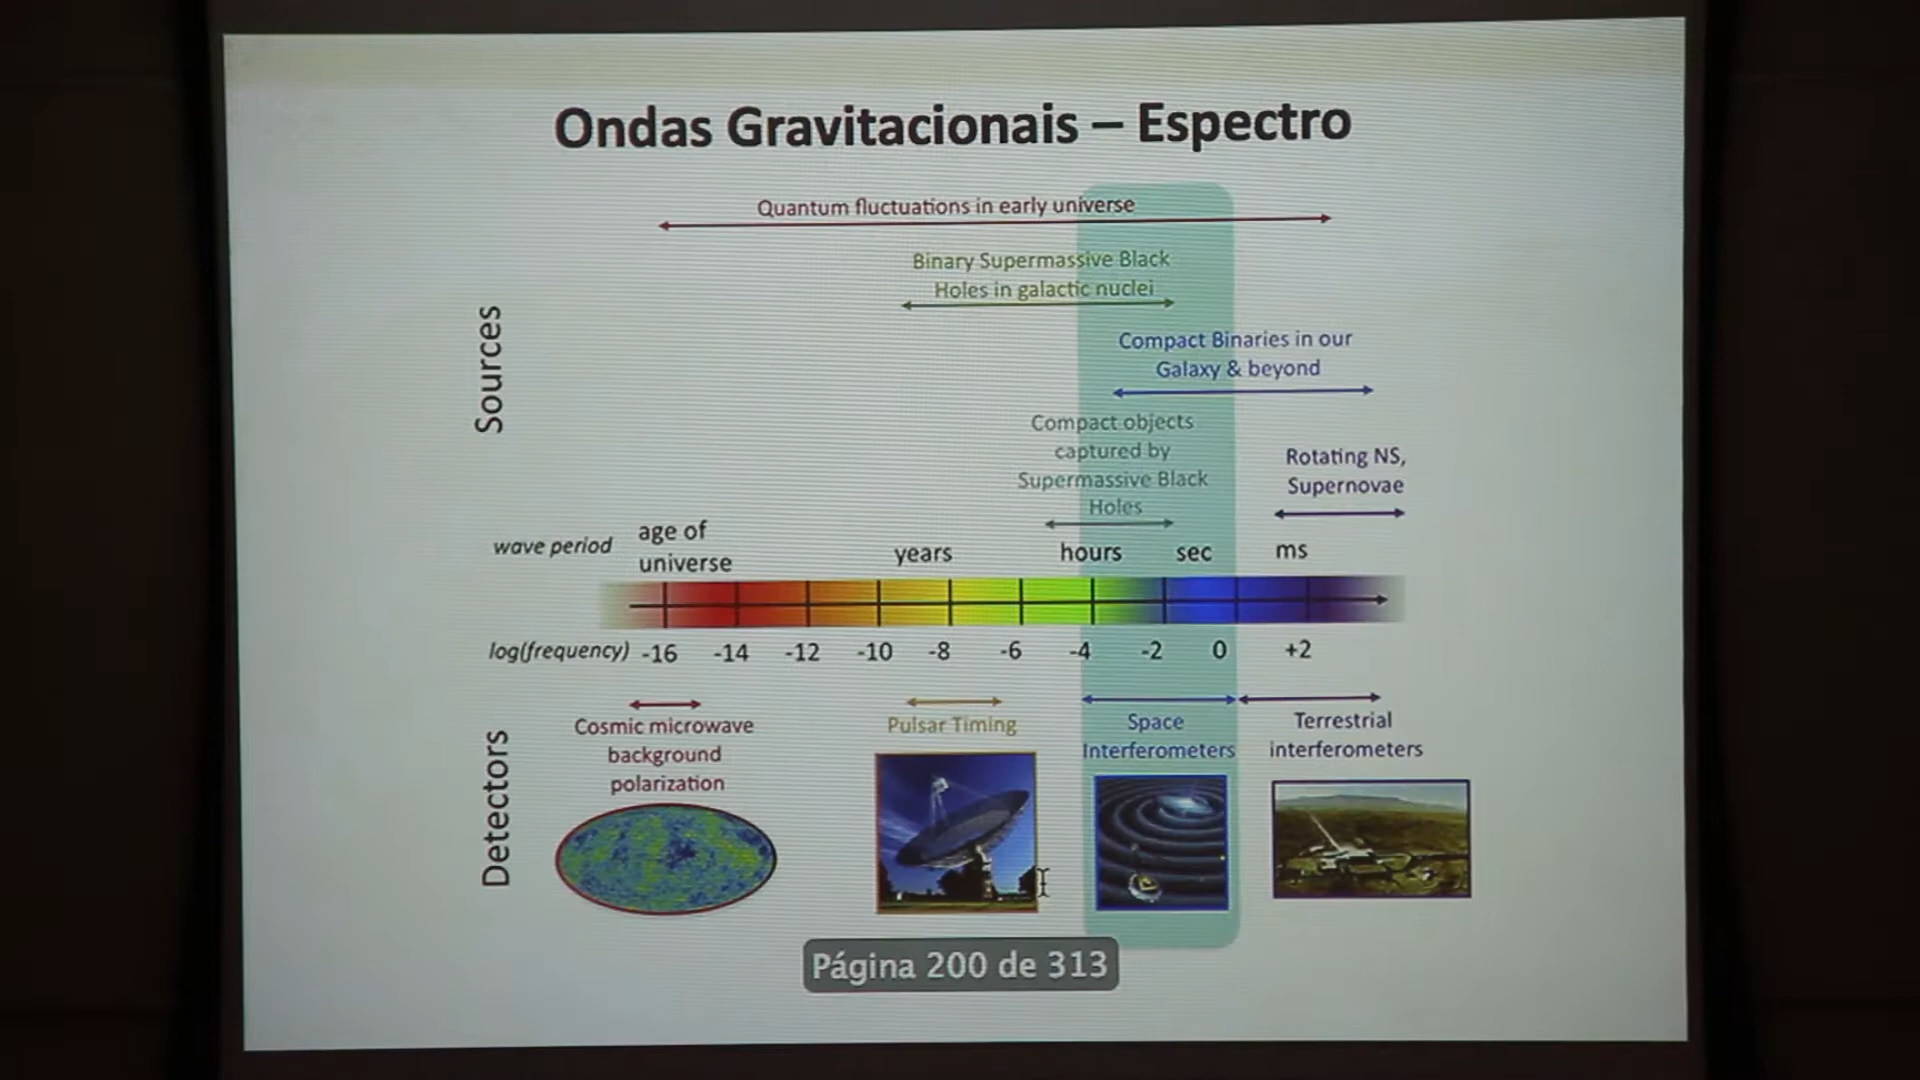 Ondas Gravitacionais – Espectro
Quantum fluctuations in early universe
Binary Supermassive Black
Holes in galactic nuclei
Compact Binaries in our
Galaxy & beyond
Compact objects
captured by
Supermassive Black
Holes
Rotating NS,
Supernovae
Sources
wave period
age of
universe
years
hours
sec
ms
log(frequency) -16 -14 -12 -10 -8 -6 -4 -2 0 +2
Detectors
Cosmic microwave
background
polarization
Pulsar Timing
Space
Interferometers
Terrestrial
interferometers
Página 200 de 313